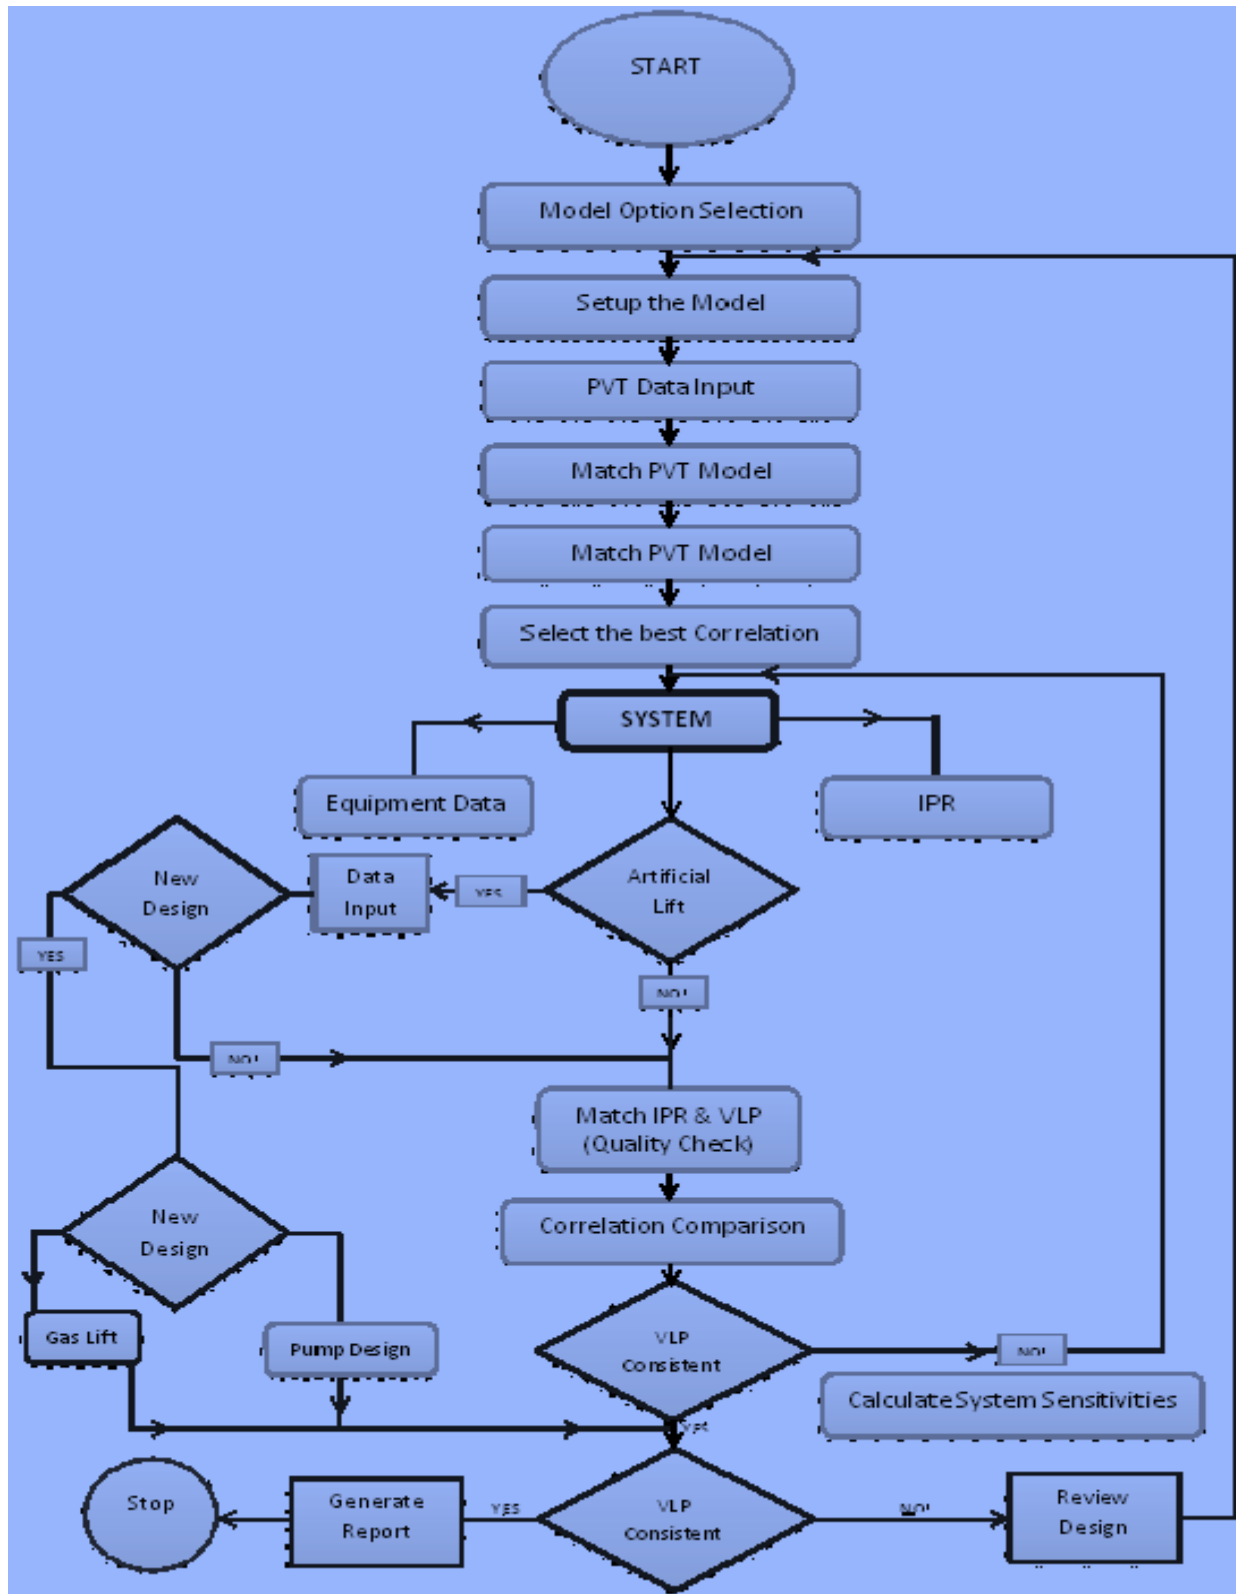 START
Model Option Selection
Setup the Model
PVT Data Input
Match PVT Model
Match PVT Model
Select the best Correlation
SYSTEM
Equipment Data
IPR
New
Design
Data
Input
YES
Artificial
Lift
YES
NO!
NO!
Match IPR & VLP
(Quality Check)
Correlation Comparison
New
Design
Gas Lift
Pump Design
VLP
Consistent
NO!
Calculate System Sensitivities
Yes
Stop
Generate
Report
YES
VLP
Consistent
NO!
Review
Design